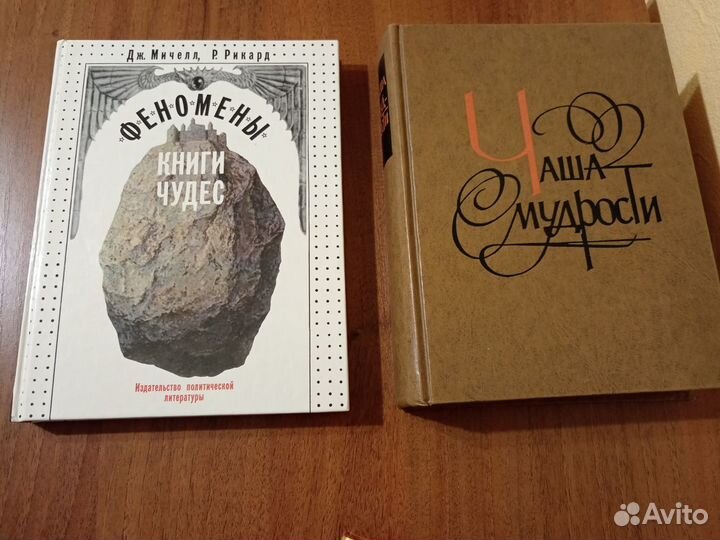 Дж. Мичелл, Р. Рикард
ФЕНОМЕНЫ
КНИГИ
ЧУДЕС
Издательство политической
литературы
Чаша
мудрости
Avito